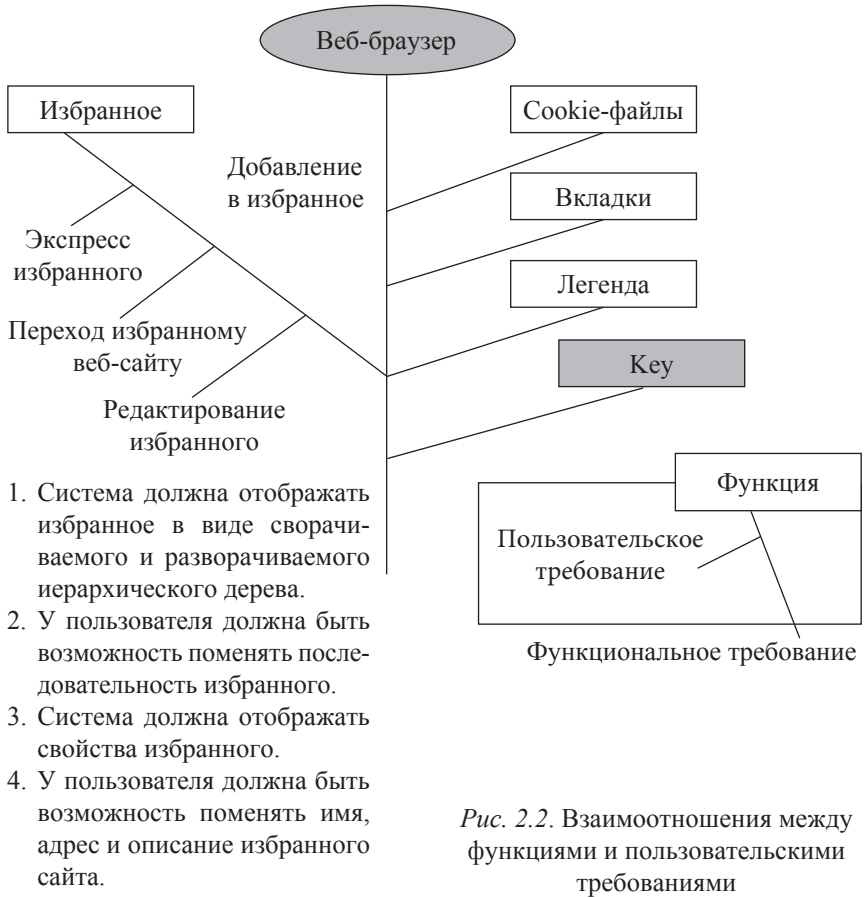 Веб-браузер
Избранное
Cookie-файлы
Добавление
в избранное
Вкладки
Экспресс
избранного
Легенда
Переход избранному
веб-сайту
Key
Редактирование
избранного
1. Система должна отображать
избранное в виде сворачи-
ваемого и разворачиваемого
иерархического дерева.
2. У пользователя должна быть
возможность поменять после-
довательность избранного.
3. Система должна отображать
свойства избранного.
4. У пользователя должна быть
возможность поменять имя,
адрес и описание избранного
сайта.
Функция
Пользовательское
требование
Функциональное требование
Рис. 2.2. Взаимоотношения между
функциями и пользовательскими
требованиями